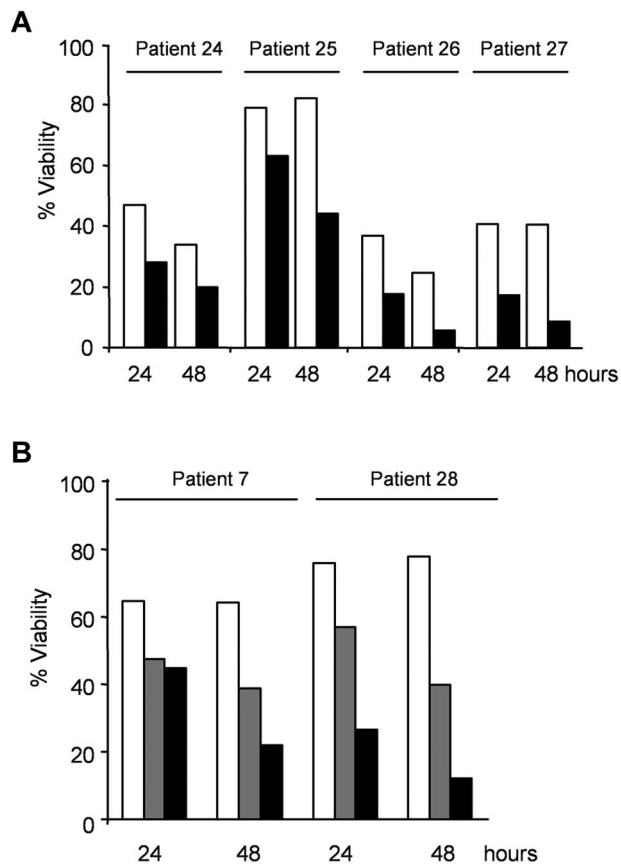 A
100
Patient 24 Patient 25 Patient 26 Patient 27
80
60
40
20
0
% Viability
24 48 24 48 24 48 24 48 hours
B
100
Patient 7 Patient 28
80
60
40
20
0
% Viability
24 48 24 48 hours